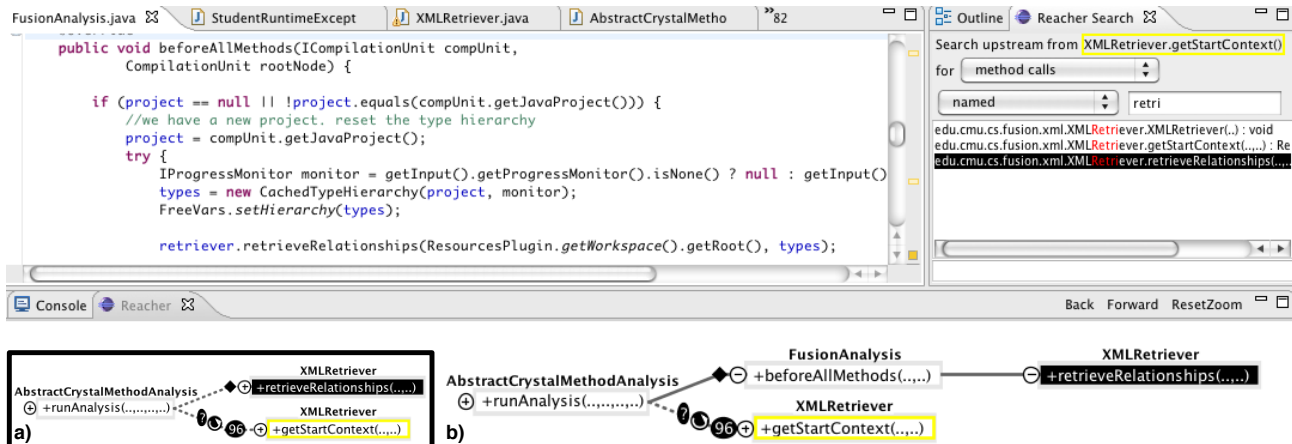 FusionAnalysis.java StudentRuntimeExcept XMLRetriever.java AbstractCrystalMetho »82
public void beforeAllMethods(ICompilationUnit compUnit,
CompilationUnit rootNode) {
if (project == null || !project.equals(compUnit.getJavaProject())) {
//we have a new project. reset the type hierarchy
project = compUnit.getJavaProject();
try {
IProgressMonitor monitor = getInput().getProgressMonitor().isNone() ? null : getInput()
types = new CachedTypeHierarchy(project, monitor);
FreeVars.setHierarchy(types);
retriever.retrieveRelationships(ResourcesPlugin.getWorkspace().getRoot(), types);
Outline Reacher Search
Search upstream from XMLRetriever.getStartContext()
for method calls
named retri
edu.cmu.cs.fusion.xml.XMLRetriever.XMLRetriever(..) : void
edu.cmu.cs.fusion.xml.XMLRetriever.getStartContext(..,..) : Re
edu.cmu.cs.fusion.xml.XMLRetriever.retrieveRelationships(..,..
Console Reacher Back Forward ResetZoom
XMLRetriever
+retrieveRelationships(..,..)
AbstractCrystalMethodAnalysis
+runAnalysis(..,..,..,..)
XMLRetriever
? 96 +getStartContext(..,..)
a)
FusionAnalysis
+beforeAllMethods(..,..)
XMLRetriever
+retrieveRelationships(..,..)
AbstractCrystalMethodAnalysis
+runAnalysis(..,..,..,..)
XMLRetriever
? 96 +getStartContext(..,..)
b)